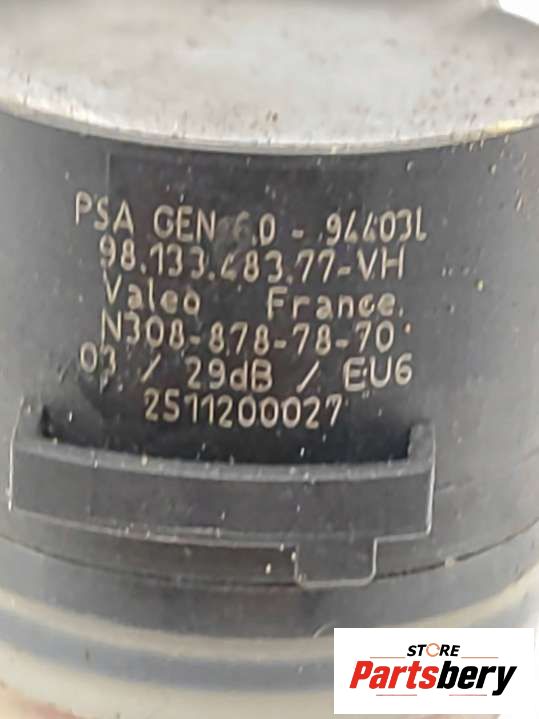 PSA GEN 6.0 - 94403L
98.133.483.77-VH
Valeo France
N308-878-78-70
03 / 29dB / EU6
2511200027
STORE
Partsbery